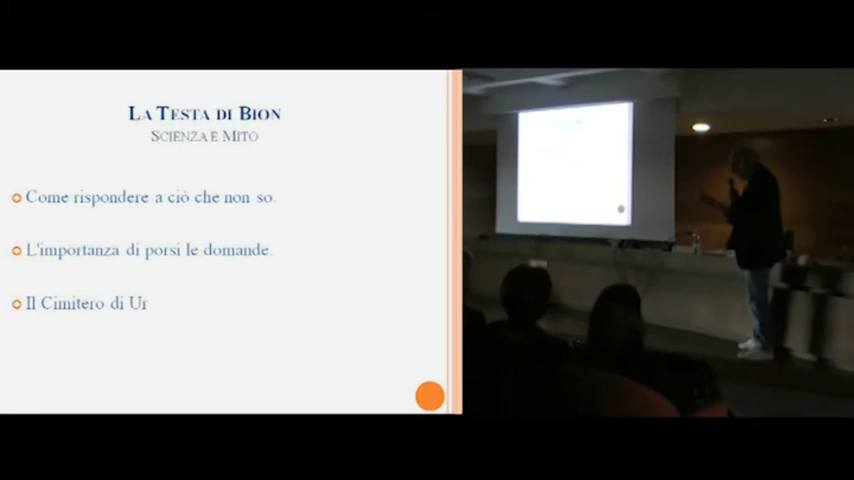 La Testa di Bion
Scienza e Mito
Come rispondere a ciò che non so.
L'importanza di porsi le domande.
Il Cimitero di Ur